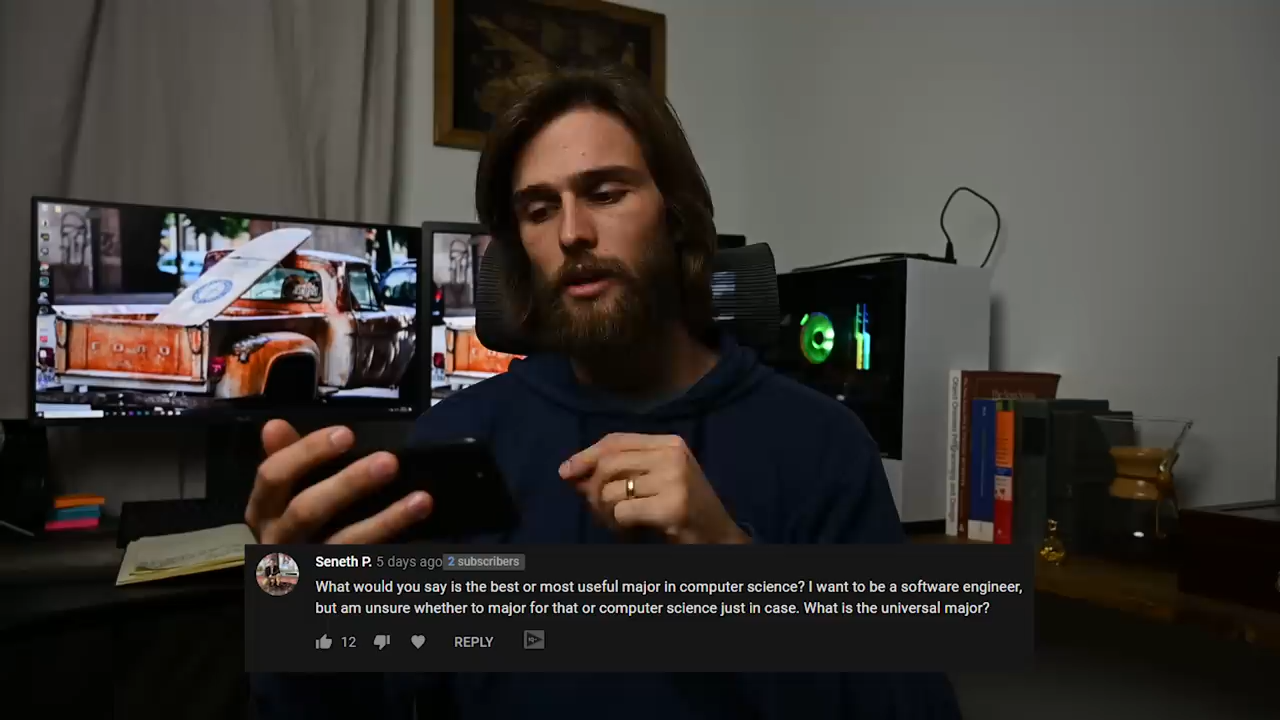 FORD
Seneth P. 5 days ago 2 subscribers
What would you say is the best or most useful major in computer science? I want to be a software engineer,
but am unsure whether to major for that or computer science just in case. What is the universal major?
12 REPLY